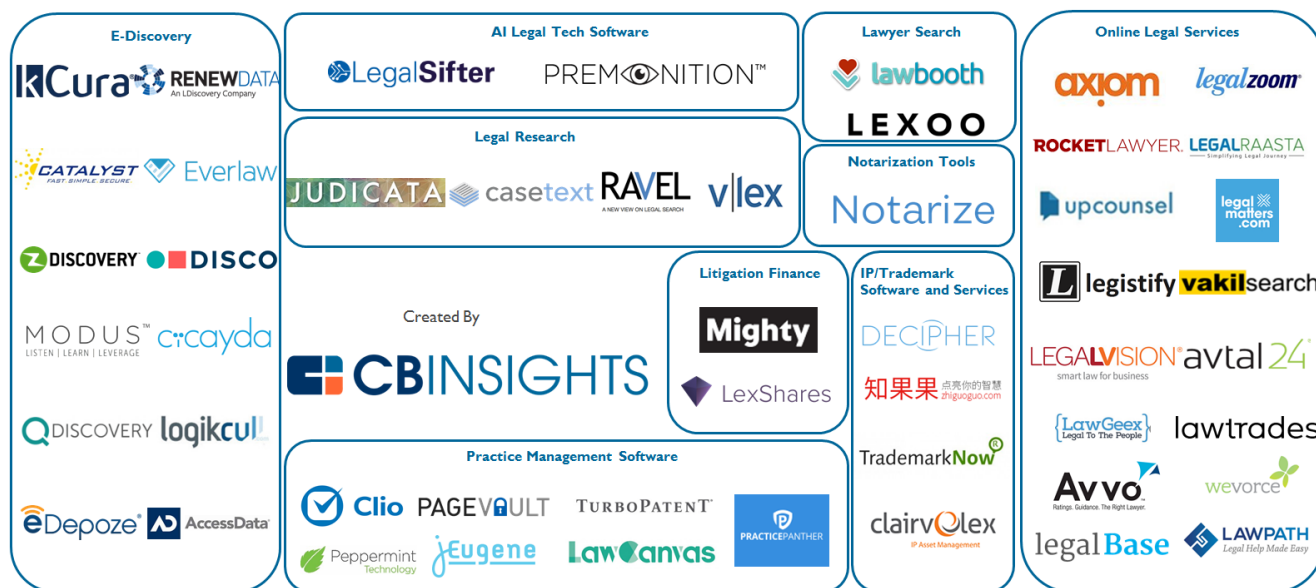 E-Discovery
kCura
RENEWDATA
An LDiscovery Company
CATALYST
FAST. SIMPLE. SECURE.
Everlaw
ZDISCOVERY
DISCO
MODUS™
LISTEN | LEARN | LEVERAGE
cicayda
QDISCOVERY
logikcull
eDepoze®
AD AccessData
AI Legal Tech Software
LegalSifter
PREMONITION™
Legal Research
JUDICATA
casetext
RAVEL
A NEW VIEW ON LEGAL SEARCH
v|lex
Created By
CBINSIGHTS
Litigation Finance
Mighty
LexShares
Practice Management Software
Clio
PAGEVAULT
TURBOPATENT
PRACTICEPANTHER
Peppermint
Technology
jEugene
LawCanvas
Lawyer Search
lawbooth
LEXOO
Notarization Tools
Notarize
IP/Trademark
Software and Services
DECIPHER
知果果 点亮你的智慧
zhiguoguo.com
TrademarkNow®
clairvolex
IP Asset Management
Online Legal Services
axiom
legalzoom®
ROCKETLAWYER.
LEGALRAASTA
Simplifying Legal Journey
upcounsel
legal
matters
.com
L legistify
vakilsearch
LEGALVISION®
smart law for business
avtal24
{LawGeex}
Legal To The People
lawtrades
Avvo
Ratings. Guidance. The Right Lawyer.
wevorce
legalBase
LAWPATH
Legal Help Made Easy